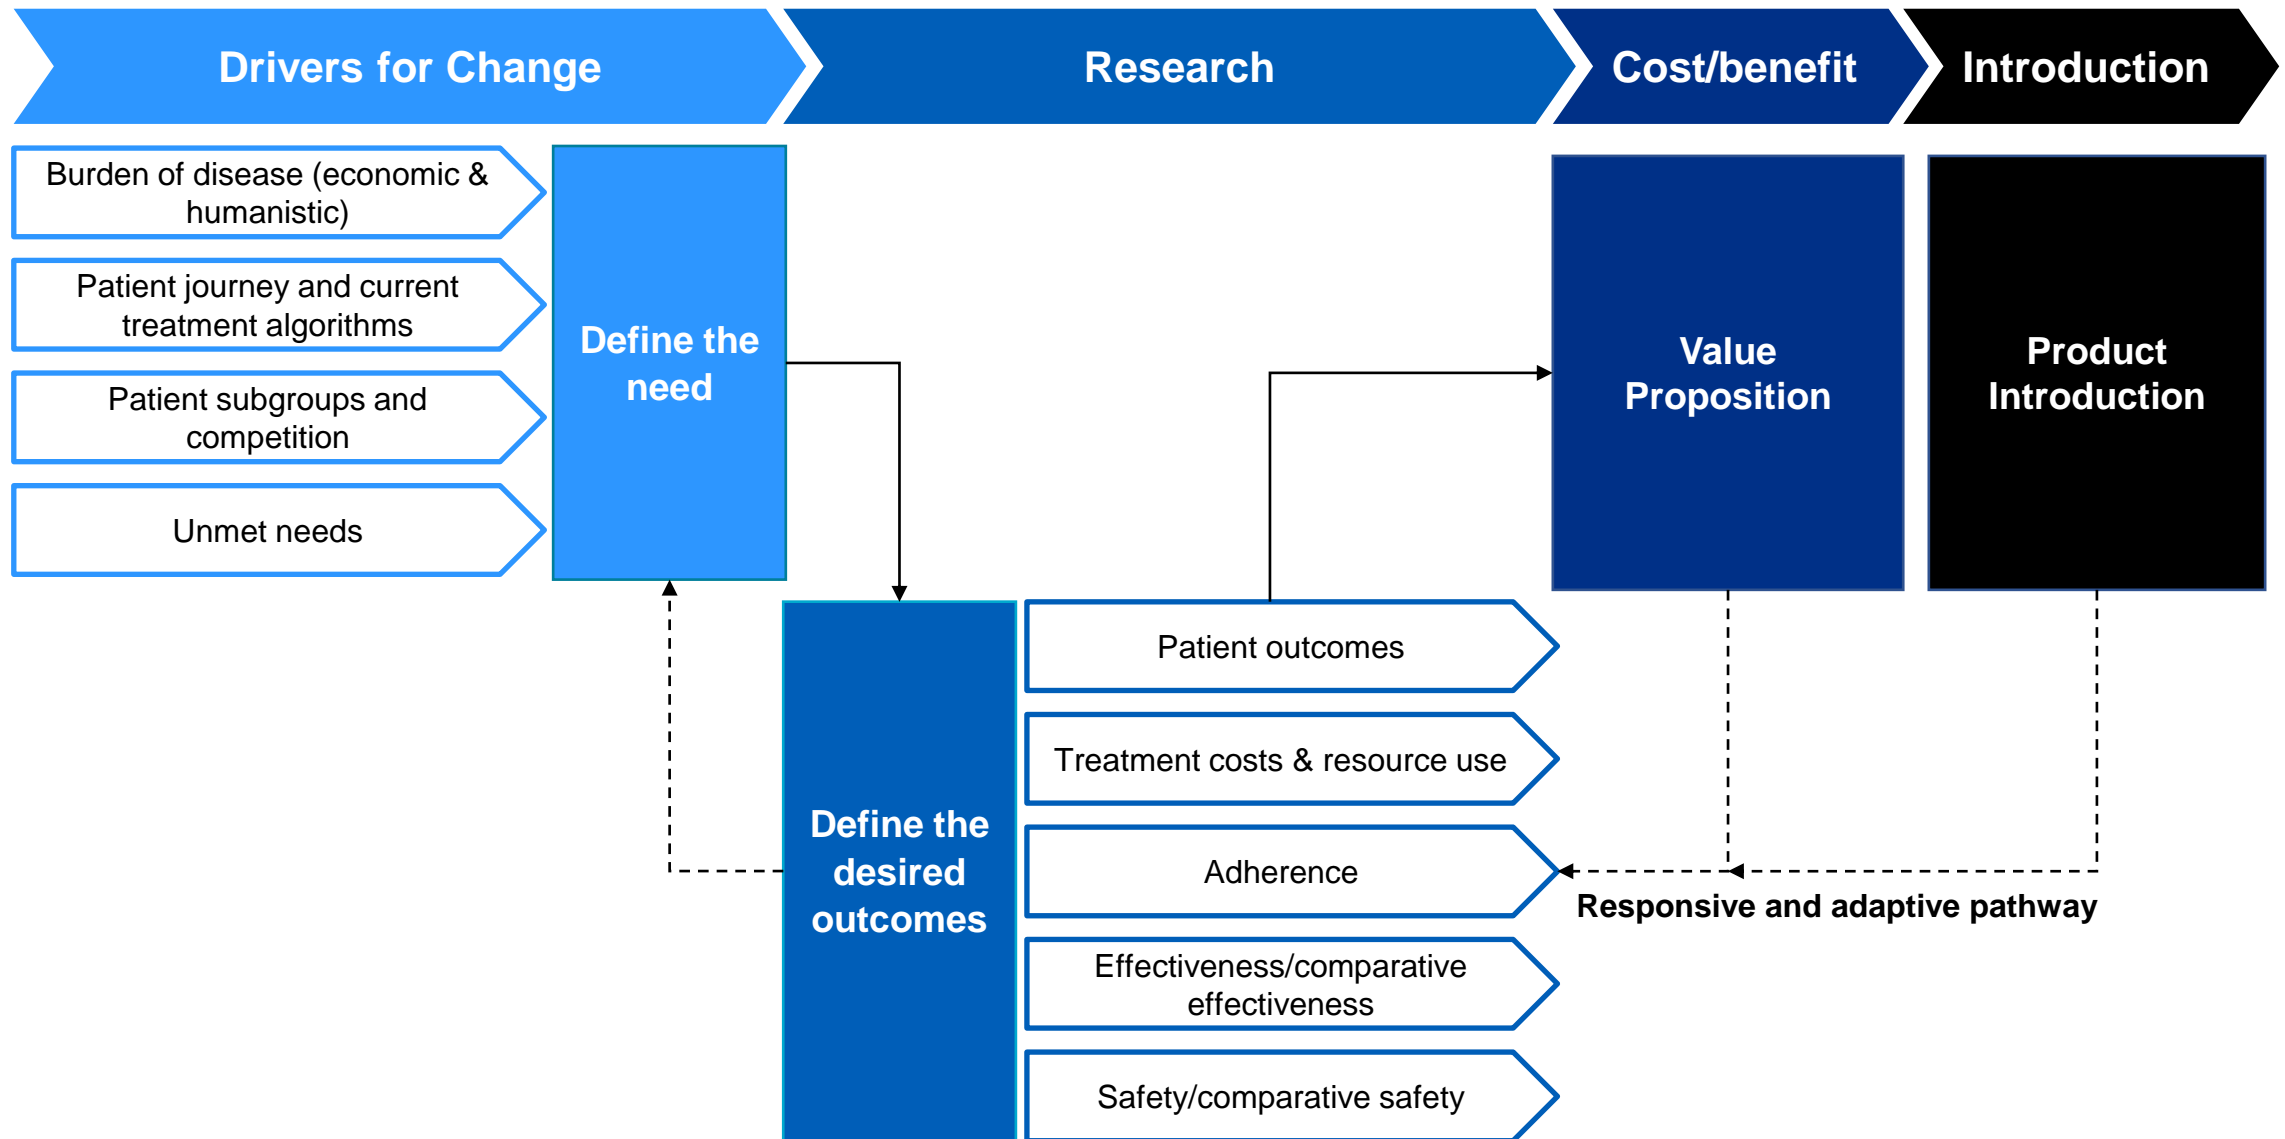 Drivers for Change
Research
Cost/benefit
Introduction
Burden of disease (economic &
humanistic)
Patient journey and current
treatment algorithms
Patient subgroups and
competition
Unmet needs
Define the
need
Value
Proposition
Product
Introduction
Define the
desired
outcomes
Patient outcomes
Treatment costs & resource use
Adherence
Effectiveness/comparative
effectiveness
Safety/comparative safety
Responsive and adaptive pathway